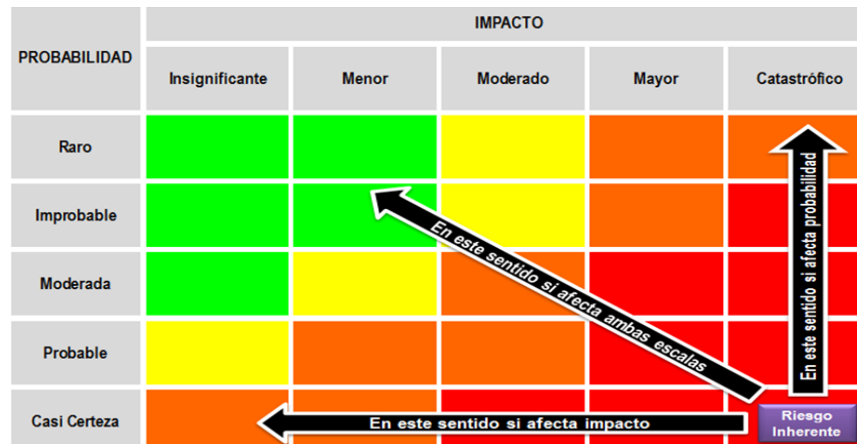 IMPACTO
PROBABILIDAD
Insignificante
Menor
Moderado
Mayor
Catastrófico
Raro
Improbable
Moderada
Probable
Casi Certeza
En este sentido si afecta probabilidad
En este sentido si afecta ambas escalas
En este sentido si afecta impacto
Riesgo
Inherente